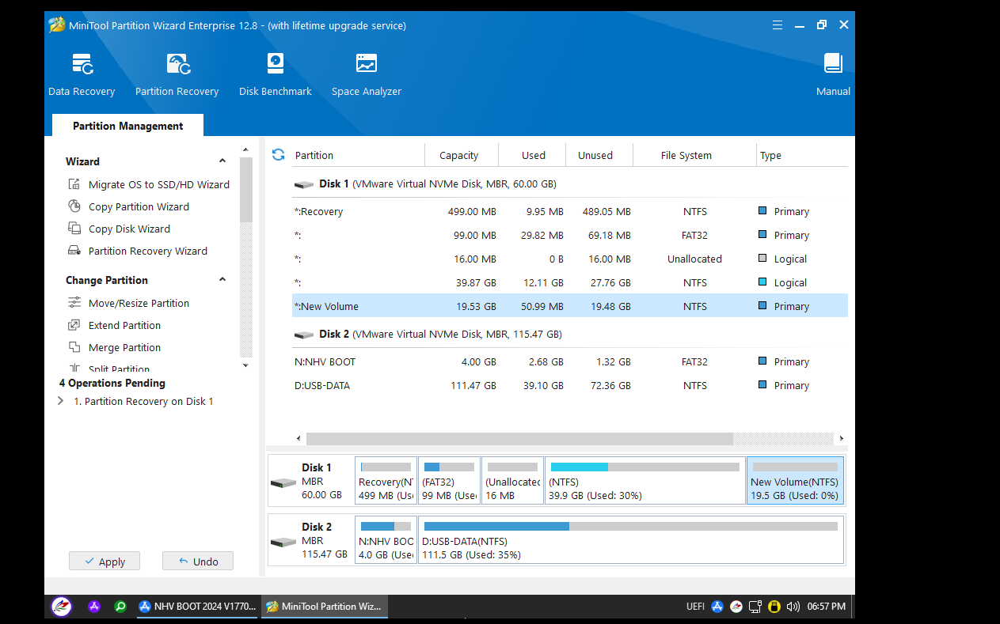 MiniTool Partition Wizard Enterprise 12.8 - (with lifetime upgrade service)
Data Recovery Partition Recovery Disk Benchmark Space Analyzer Manual
Partition Management
Wizard
Migrate OS to SSD/HD Wizard
Copy Partition Wizard
Copy Disk Wizard
Partition Recovery Wizard
Change Partition
Move/Resize Partition
Extend Partition
Merge Partition
Split Partition
4 Operations Pending
1. Partition Recovery on Disk 1
Apply Undo
Partition Capacity Used Unused File System Type
Disk 1 (VMware Virtual NVMe Disk, MBR, 60.00 GB)
*:Recovery 499.00 MB 9.95 MB 489.05 MB NTFS Primary
*: 99.00 MB 29.82 MB 69.18 MB FAT32 Primary
*: 16.00 MB 0 B 16.00 MB Unallocated Logical
*: 39.87 GB 12.11 GB 27.76 GB NTFS Logical
*:New Volume 19.53 GB 50.99 MB 19.48 GB NTFS Primary
Disk 2 (VMware Virtual NVMe Disk, MBR, 115.47 GB)
N:NHV BOOT 4.00 GB 2.68 GB 1.32 GB FAT32 Primary
D:USB-DATA 111.47 GB 39.10 GB 72.36 GB NTFS Primary
Disk 1
MBR
60.00 GB
Recovery(NT
499 MB (Use
(FAT32)
99 MB (Used
(Unallocated
16 MB
(NTFS)
39.9 GB (Used: 30%)
New Volume(NTFS)
19.5 GB (Used: 0%)
Disk 2
MBR
115.47 GB
N:NHV BOO
4.0 GB (Used
D:USB-DATA(NTFS)
111.5 GB (Used: 35%)
NHV BOOT 2024 V1770... MiniTool Partition Wiz... UEFI 06:57 PM